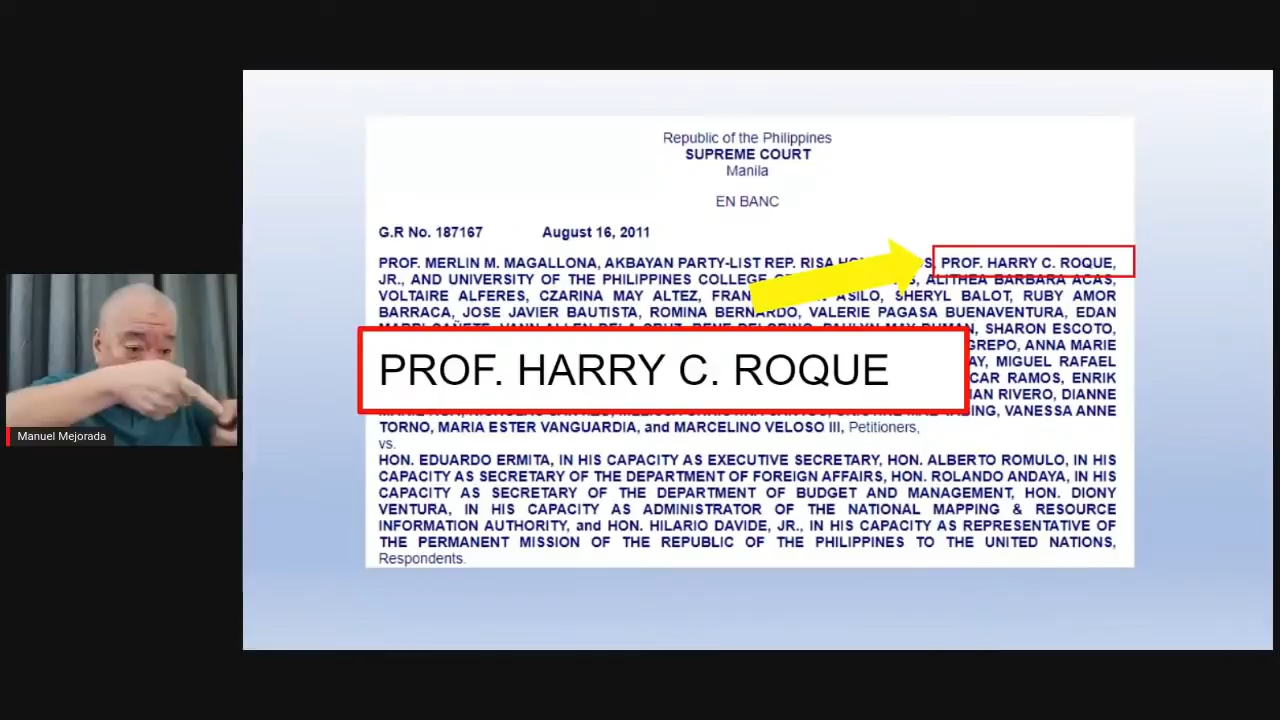 Republic of the Philippines
SUPREME COURT
Manila
EN BANC
G.R No. 187167 August 16, 2011
PROF. MERLIN M. MAGALLONA, AKBAYAN PARTY-LIST REP. RISA PROF. HARRY C. ROQUE,
JR., AND UNIVERSITY OF THE PHILIPPINES COLLEGE ALITHEA BARBARA ACAS,
VOLTAIRE ALFERES, CZARINA MAY ALTEZ, ASILO, SHERYL BALOT, RUBY AMOR
BARRACA, JOSE JAVIER BAUTISTA, ROMINA BERNARDO, VALERIE PAGASA BUENAVENTURA, EDAN
SHARON ESCOTO,
GREPO, ANNA MARIE
MIGUEL RAFAEL
RAMOS, ENRIK
RIVERO, DIANNE
VANESSA ANNE
PROF. HARRY C. ROQUE
TORNO, MARIA ESTER VANGUARDIA, and MARCELINO VELOSO III, Petitioners,
vs.
HON. EDUARDO ERMITA, IN HIS CAPACITY AS EXECUTIVE SECRETARY, HON. ALBERTO ROMULO, IN HIS
CAPACITY AS SECRETARY OF THE DEPARTMENT OF FOREIGN AFFAIRS, HON. ROLANDO ANDAYA, IN HIS
CAPACITY AS SECRETARY OF THE DEPARTMENT OF BUDGET AND MANAGEMENT, HON. DIONY
VENTURA, IN HIS CAPACITY AS ADMINISTRATOR OF THE NATIONAL MAPPING & RESOURCE
INFORMATION AUTHORITY, and HON. HILARIO DAVIDE, JR., IN HIS CAPACITY AS REPRESENTATIVE OF
THE PERMANENT MISSION OF THE REPUBLIC OF THE PHILIPPINES TO THE UNITED NATIONS,
Respondents.
Manuel Mejorada